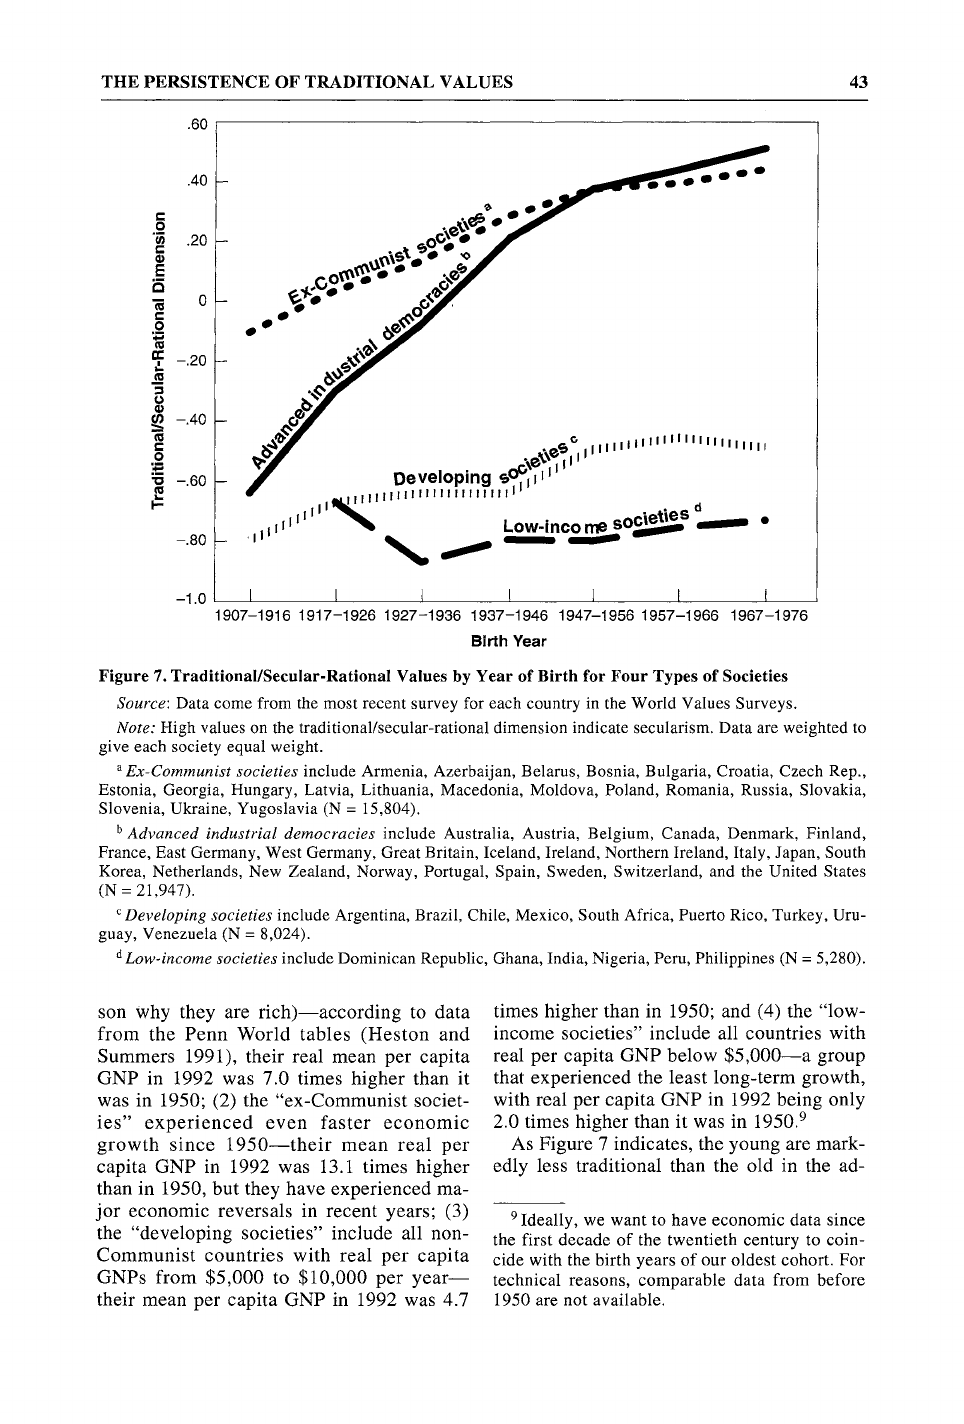 THE PERSISTENCE OF TRADITIONAL VALUES 43
.60
.40
.20
0
–.20
–.40
–.60
–.80
–1.0
Traditional/Secular-Rational Dimension
Ex-Communist societies a
Advanced industrial democracies b
Developing societies c
Low-income societies d
1907–1916 1917–1926 1927–1936 1937–1946 1947–1956 1957–1966 1967–1976
Birth Year
Figure 7. Traditional/Secular-Rational Values by Year of Birth for Four Types of Societies
Source: Data come from the most recent survey for each country in the World Values Surveys.
Note: High values on the traditional/secular-rational dimension indicate secularism. Data are weighted to
give each society equal weight.
a Ex-Communist societies include Armenia, Azerbaijan, Belarus, Bosnia, Bulgaria, Croatia, Czech Rep.,
Estonia, Georgia, Hungary, Latvia, Lithuania, Macedonia, Moldova, Poland, Romania, Russia, Slovakia,
Slovenia, Ukraine, Yugoslavia (N = 15,804).
b Advanced industrial democracies include Australia, Austria, Belgium, Canada, Denmark, Finland,
France, East Germany, West Germany, Great Britain, Iceland, Ireland, Northern Ireland, Italy, Japan, South
Korea, Netherlands, New Zealand, Norway, Portugal, Spain, Sweden, Switzerland, and the United States
(N = 21,947).
c Developing societies include Argentina, Brazil, Chile, Mexico, South Africa, Puerto Rico, Turkey, Uru-
guay, Venezuela (N = 8,024).
d Low-income societies include Dominican Republic, Ghana, India, Nigeria, Peru, Philippines (N = 5,280).
son why they are rich)—according to data
from the Penn World tables (Heston and
Summers 1991), their real mean per capita
GNP in 1992 was 7.0 times higher than it
was in 1950; (2) the “ex-Communist societ-
ies” experienced even faster economic
growth since 1950—their mean real per
capita GNP in 1992 was 13.1 times higher
than in 1950, but they have experienced ma-
jor economic reversals in recent years; (3)
the “developing societies” include all non-
Communist countries with real per capita
GNPs from $5,000 to $10,000 per year—
their mean per capita GNP in 1992 was 4.7
times higher than in 1950; and (4) the “low-
income societies” include all countries with
real per capita GNP below $5,000—a group
that experienced the least long-term growth,
with real per capita GNP in 1992 being only
2.0 times higher than it was in 1950.9
As Figure 7 indicates, the young are mark-
edly less traditional than the old in the ad-
9 Ideally, we want to have economic data since
the first decade of the twentieth century to coin-
cide with the birth years of our oldest cohort. For
technical reasons, comparable data from before
1950 are not available.